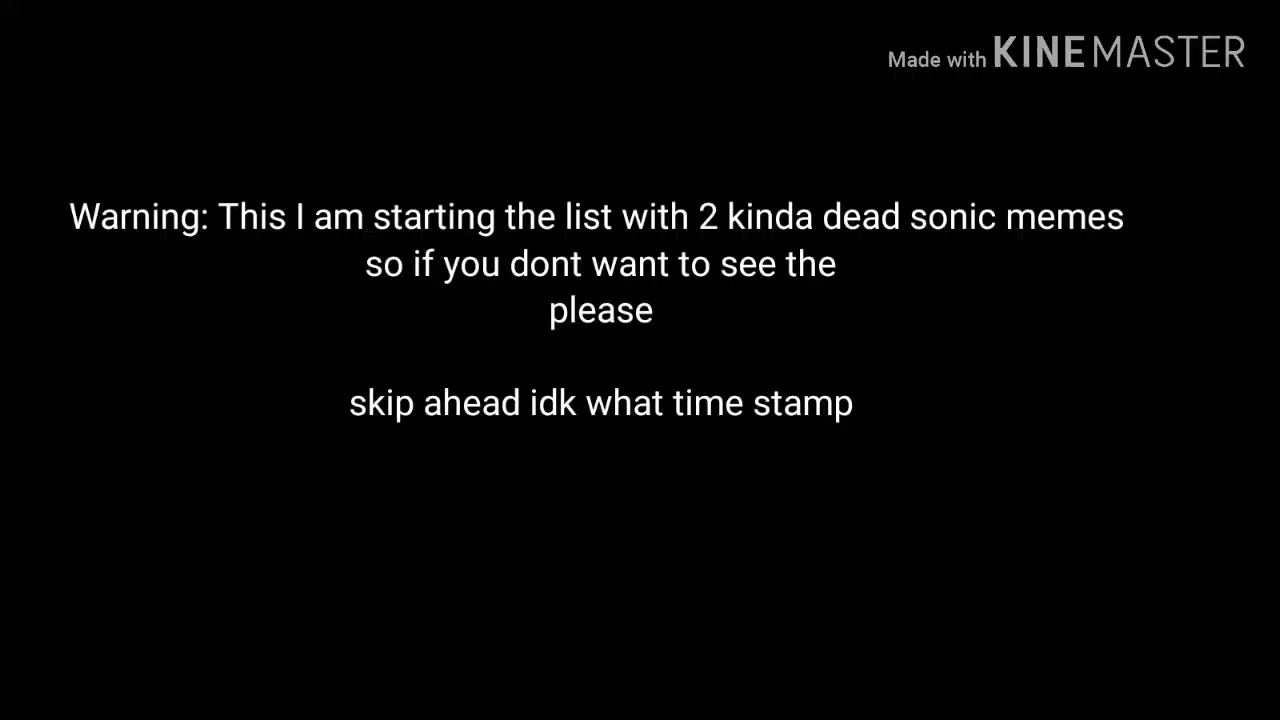 Made with KINEMASTER
Warning: This I am starting the list with 2 kinda dead sonic memes
so if you dont want to see the
please
skip ahead idk what time stamp